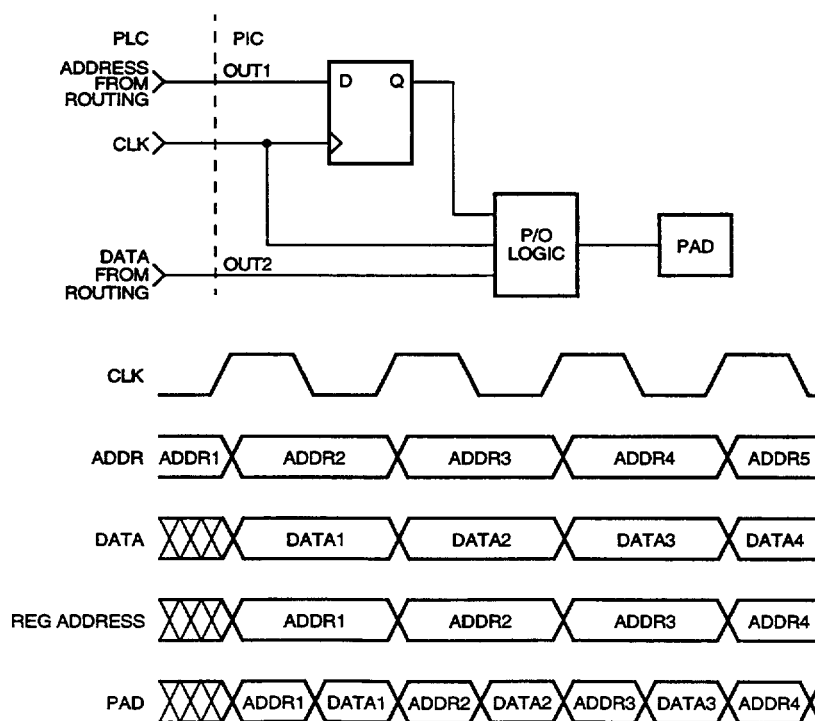 PLC
PIC
ADDRESS
FROM
ROUTING
OUT1
D
Q
CLK
P/O
LOGIC
PAD
DATA
FROM
ROUTING
OUT2
CLK
ADDR ADDR1 ADDR2 ADDR3 ADDR4 ADDR5
DATA DATA1 DATA2 DATA3 DATA4
REG ADDRESS ADDR1 ADDR2 ADDR3 ADDR4
PAD ADDR1 DATA1 ADDR2 DATA2 ADDR3 DATA3 ADDR4